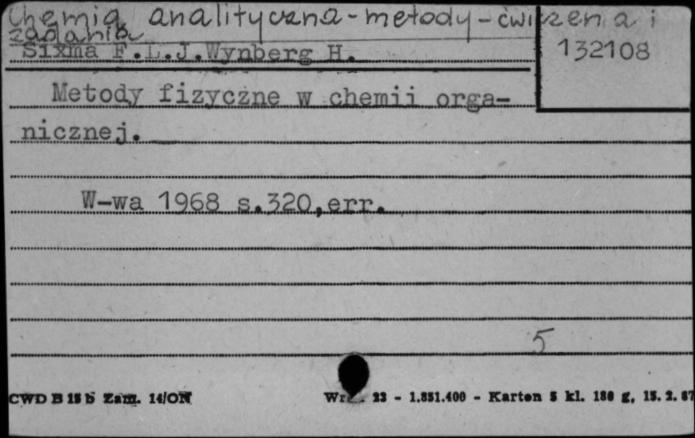 Chemia analityczna - metody - ćwiczenia i
zadania
Sixma F.L.J.Wynberg H.
132108
Metody fizyczne w chemii orga-
nicznej.
W-wa 1968 s.320,err.
5
CWD B 15 b Zam. 14/ON
23 - 1.851.400 - Karton 5 kl. 180 g, 15. 2. 67